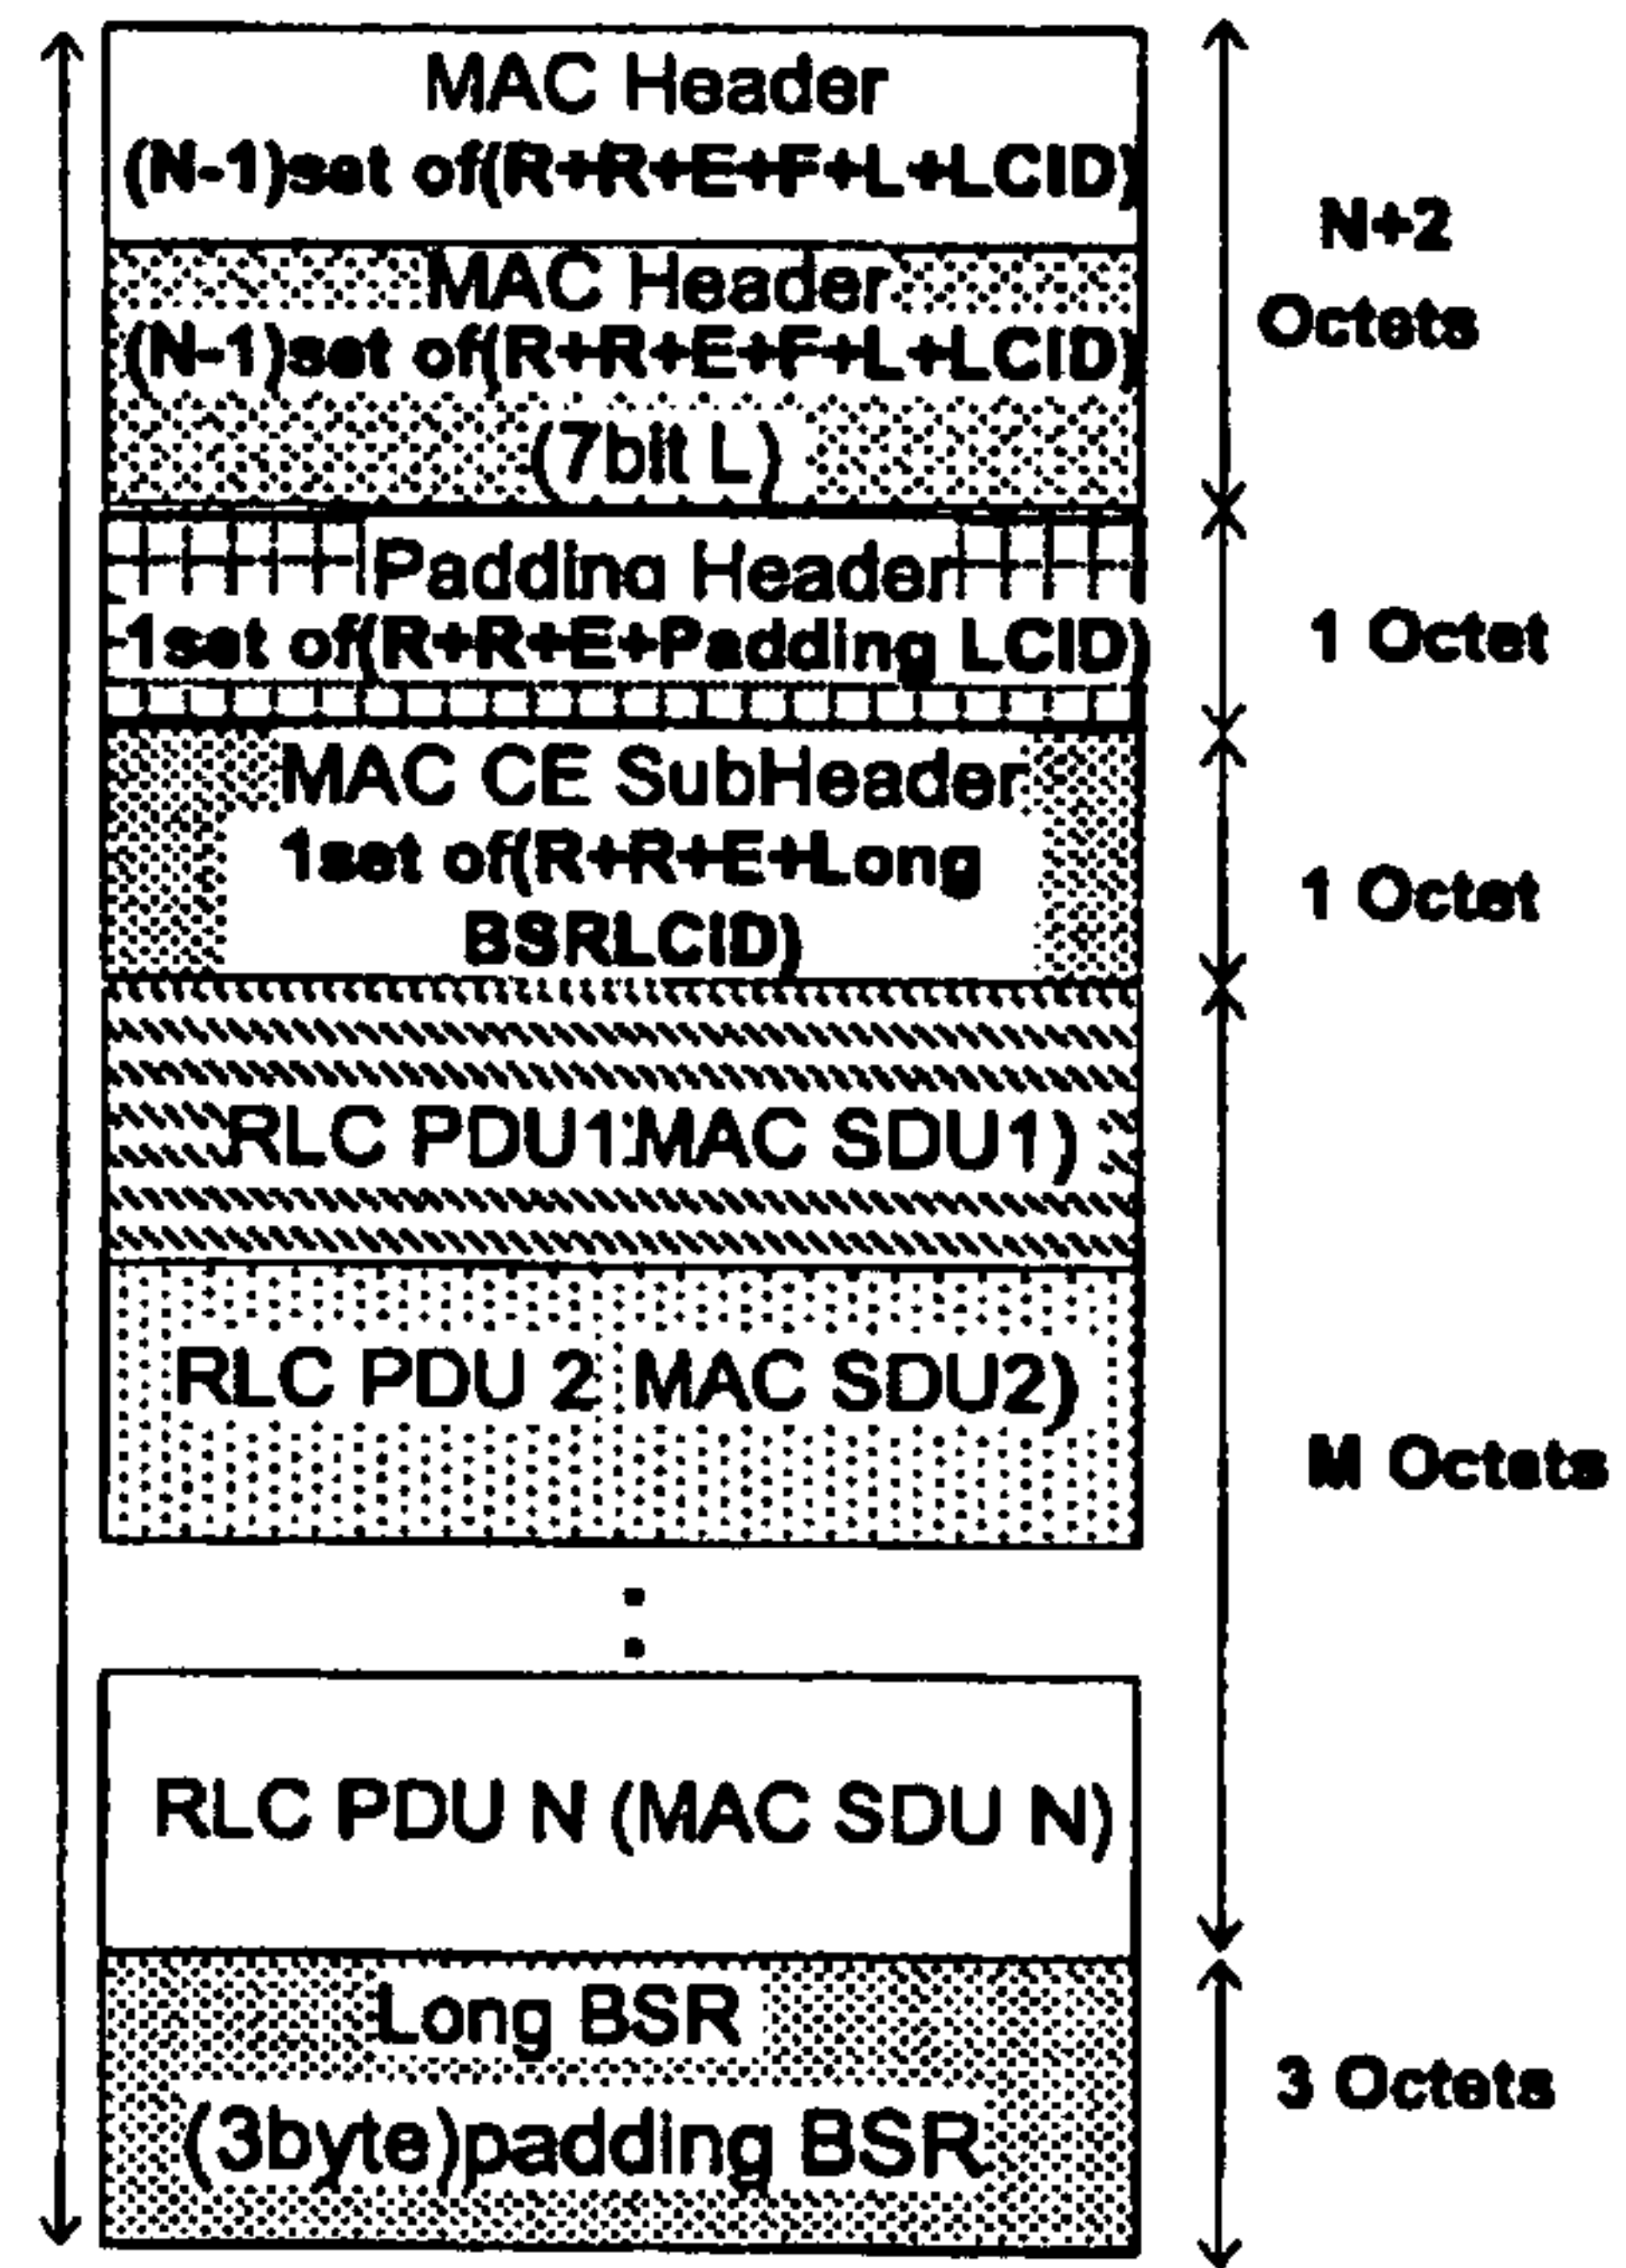 MAC Header
(N-1)set of(R+R+E+F+L+LCID)
MAC Header
(N-1)set of(R+R+E+F+L+LCID)
(7bit L)
N+2
Octets
Padding Header
1set of(R+R+E+Padding LCID)
1 Octet
MAC CE SubHeader
1set of(R+R+E+Long
BSRLCID)
1 Octet
RLC PDU1:MAC SDU1)
RLC PDU 2 MAC SDU2)
M Octets
RLC PDU N (MAC SDU N)
Long BSR
(3byte)padding BSR
3 Octets